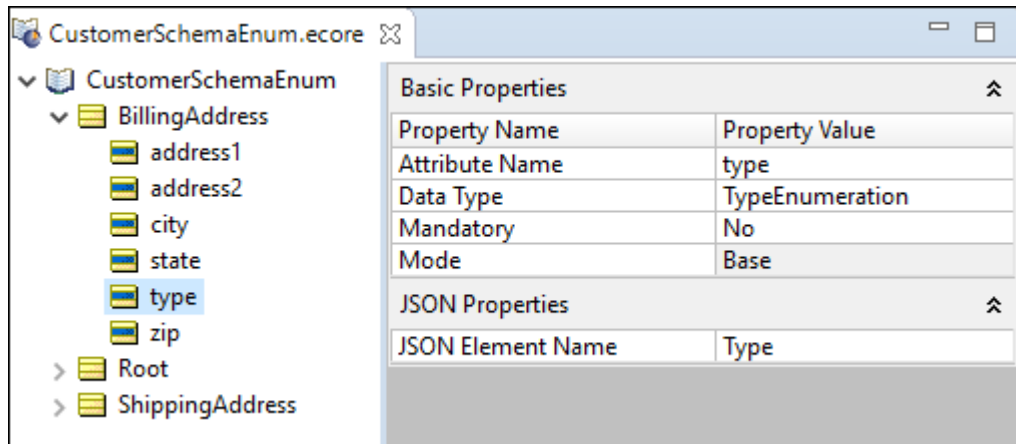 CustomerSchemaEnum.ecore
CustomerSchemaEnum
BillingAddress
address1
address2
city
state
type
zip
Root
ShippingAddress
Basic Properties
Property Name Property Value
Attribute Name type
Data Type TypeEnumeration
Mandatory No
Mode Base
JSON Properties
JSON Element Name Type